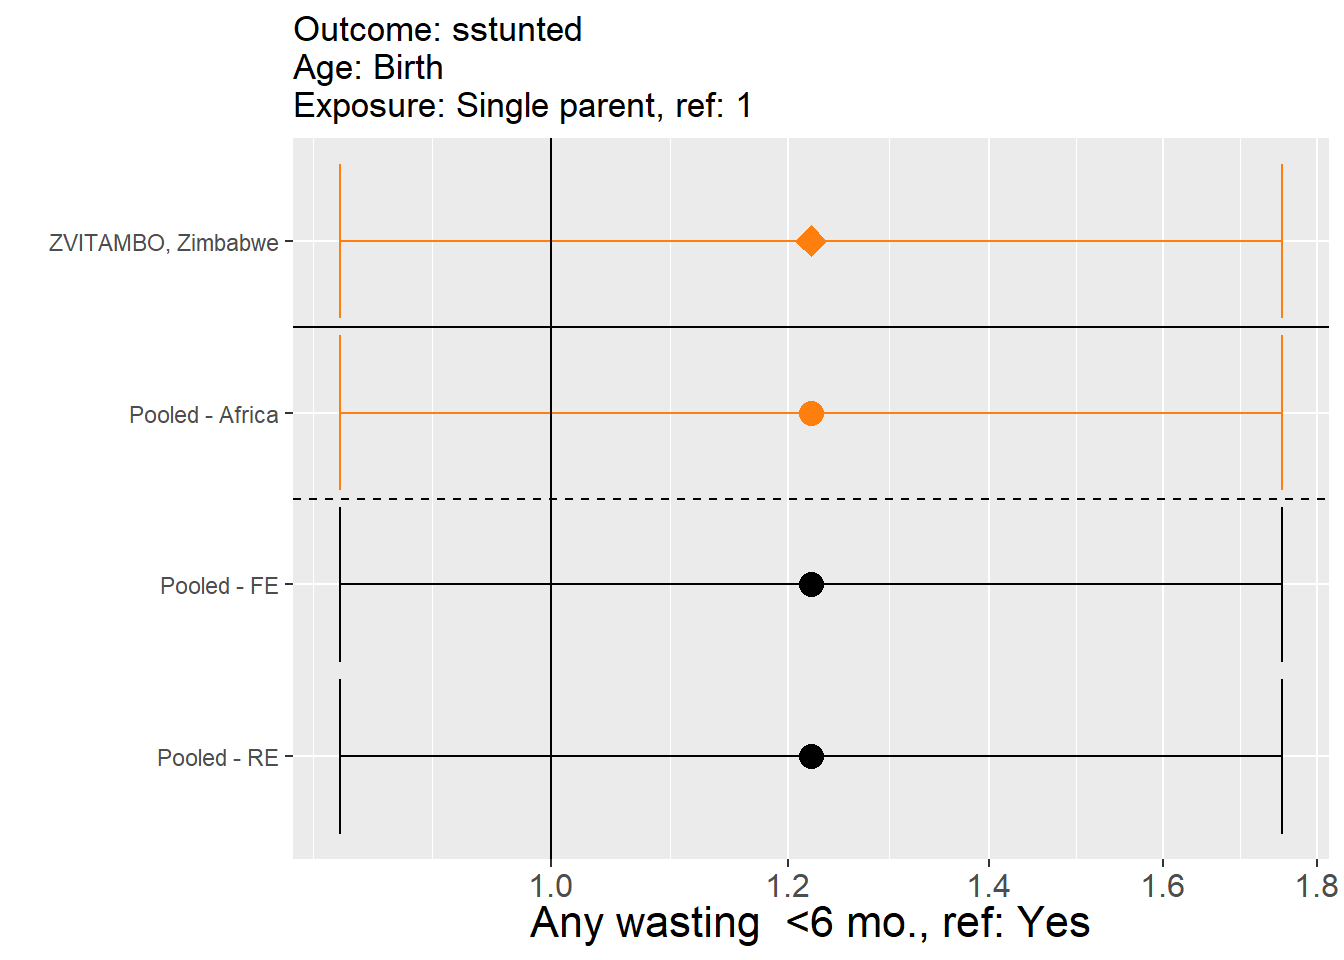 Outcome: sstunted
Age: Birth
Exposure: Single parent, ref: 1
ZVITAMBO, Zimbabwe
Pooled - Africa
Pooled - FE
Pooled - RE
1.0 1.2 1.4 1.6 1.8
Any wasting  <6 mo., ref: Yes